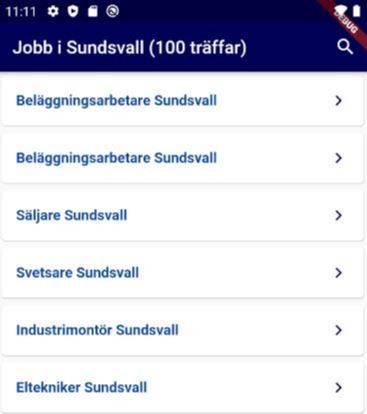 11:11
DEBUG
Jobb i Sundsvall (100 träffar)
Beläggningsarbetare Sundsvall
Beläggningsarbetare Sundsvall
Säljare Sundsvall
Svetsare Sundsvall
Industrimontör Sundsvall
Eltekniker Sundsvall